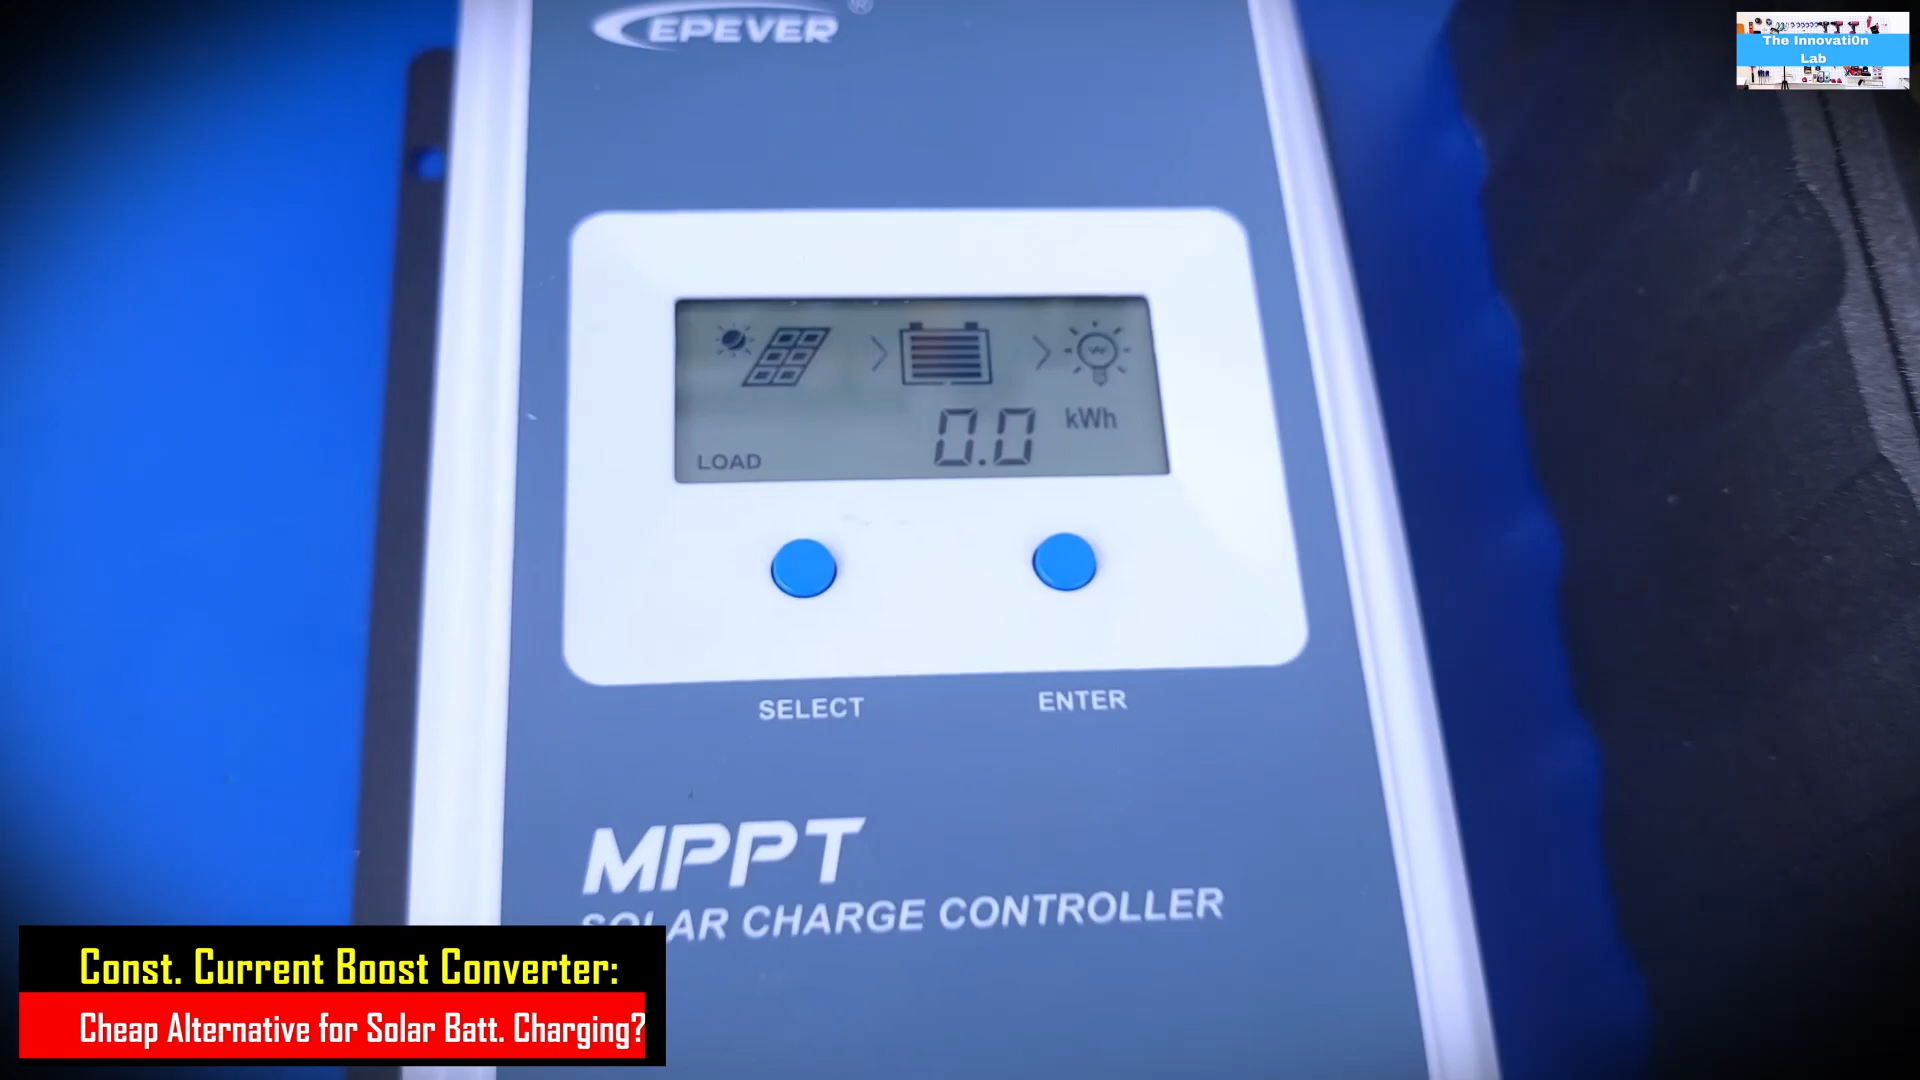 EPEVER®
The Innovati0n
Lab
kWh
0.0
LOAD
SELECT
ENTER
MPPT
SOLAR CHARGE CONTROLLER
Const. Current Boost Converter:
Cheap Alternative for Solar Batt. Charging?